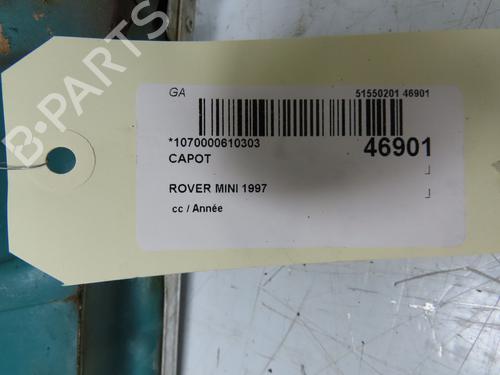 GA
51550201 46901
*1070000610303
46901
CAPOT
ROVER MINI 1997
cc / Année
B-PARTS